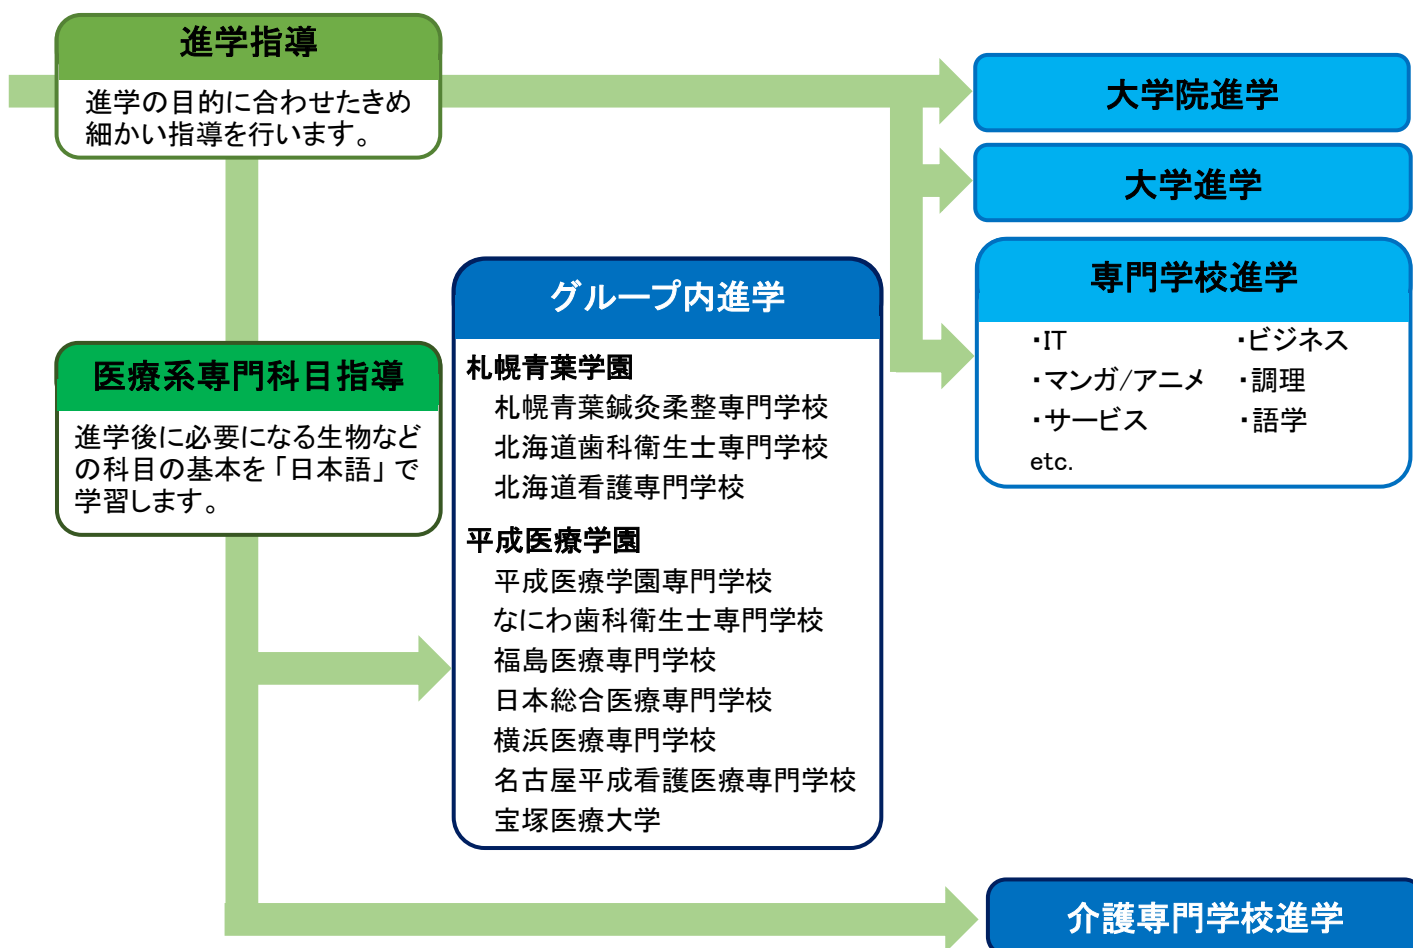 進学指導
進学の目的に合わせたきめ
細かい指導を行います。
大学院進学
大学進学
専門学校進学
・IT ・ビジネス
・マンガ/アニメ ・調理
・サービス ・語学
etc.
医療系専門科目指導
進学後に必要になる生物など
の科目の基本を「日本語」で
学習します。
グループ内進学
札幌青葉学園
札幌青葉鍼灸柔整専門学校
北海道歯科衛生士専門学校
北海道看護専門学校
平成医療学園
平成医療学園専門学校
なにわ歯科衛生士専門学校
福島医療専門学校
日本総合医療専門学校
横浜医療専門学校
名古屋平成看護医療専門学校
宝塚医療大学
介護専門学校進学